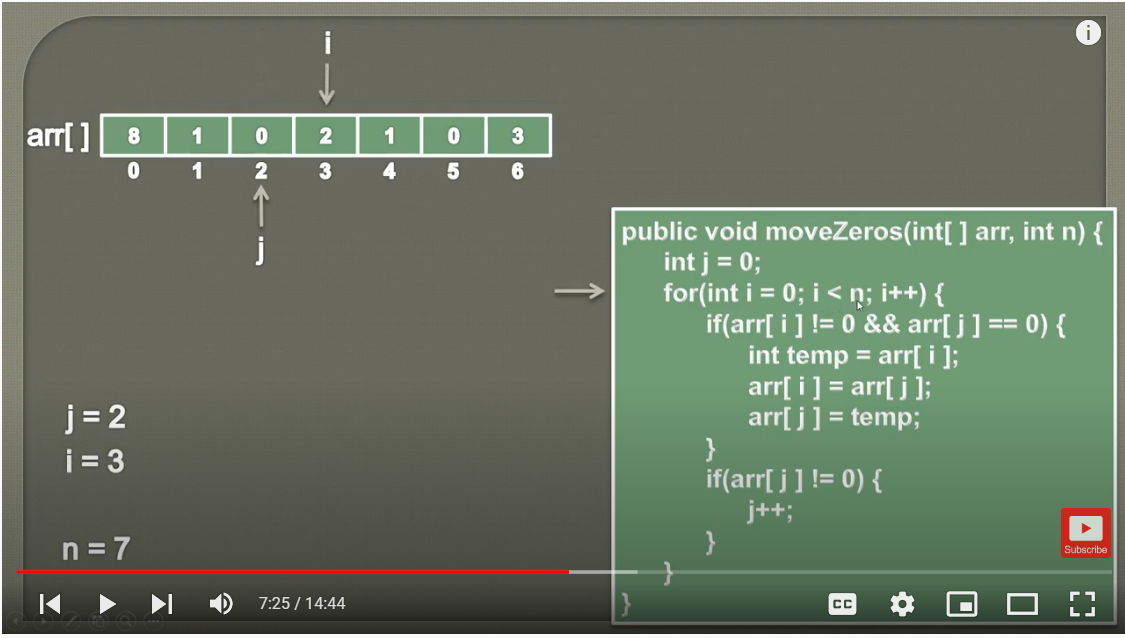 i
arr[ ] 8 1 0 2 1 0 3
0 1 2 3 4 5 6
j
j = 2
i = 3
n = 7
public void moveZeros(int[ ] arr, int n) {
int j = 0;
for(int i = 0; i < n; i++) {
if(arr[ i ] != 0 && arr[ j ] == 0) {
int temp = arr[ i ];
arr[ i ] = arr[ j ];
arr[ j ] = temp;
}
if(arr[ j ] != 0) {
j++;
}
}
}
i
Subscribe
7:25 / 14:44
CC